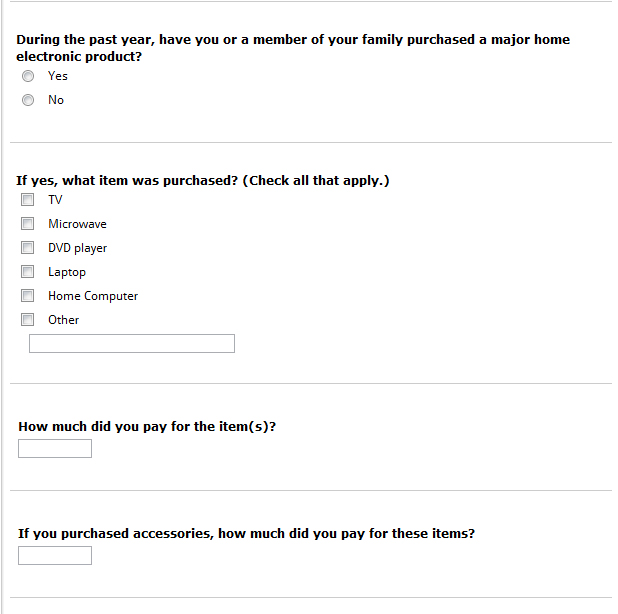 During the past year, have you or a member of your family purchased a major home
electronic product?
Yes
No
If yes, what item was purchased? (Check all that apply.)
TV
Microwave
DVD player
Laptop
Home Computer
Other
How much did you pay for the item(s)?
If you purchased accessories, how much did you pay for these items?